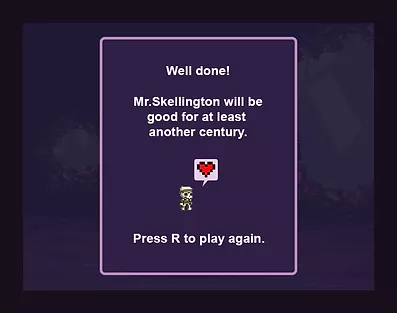 Well done!
Mr.Skellington will be
good for at least
another century.
Press R to play again.